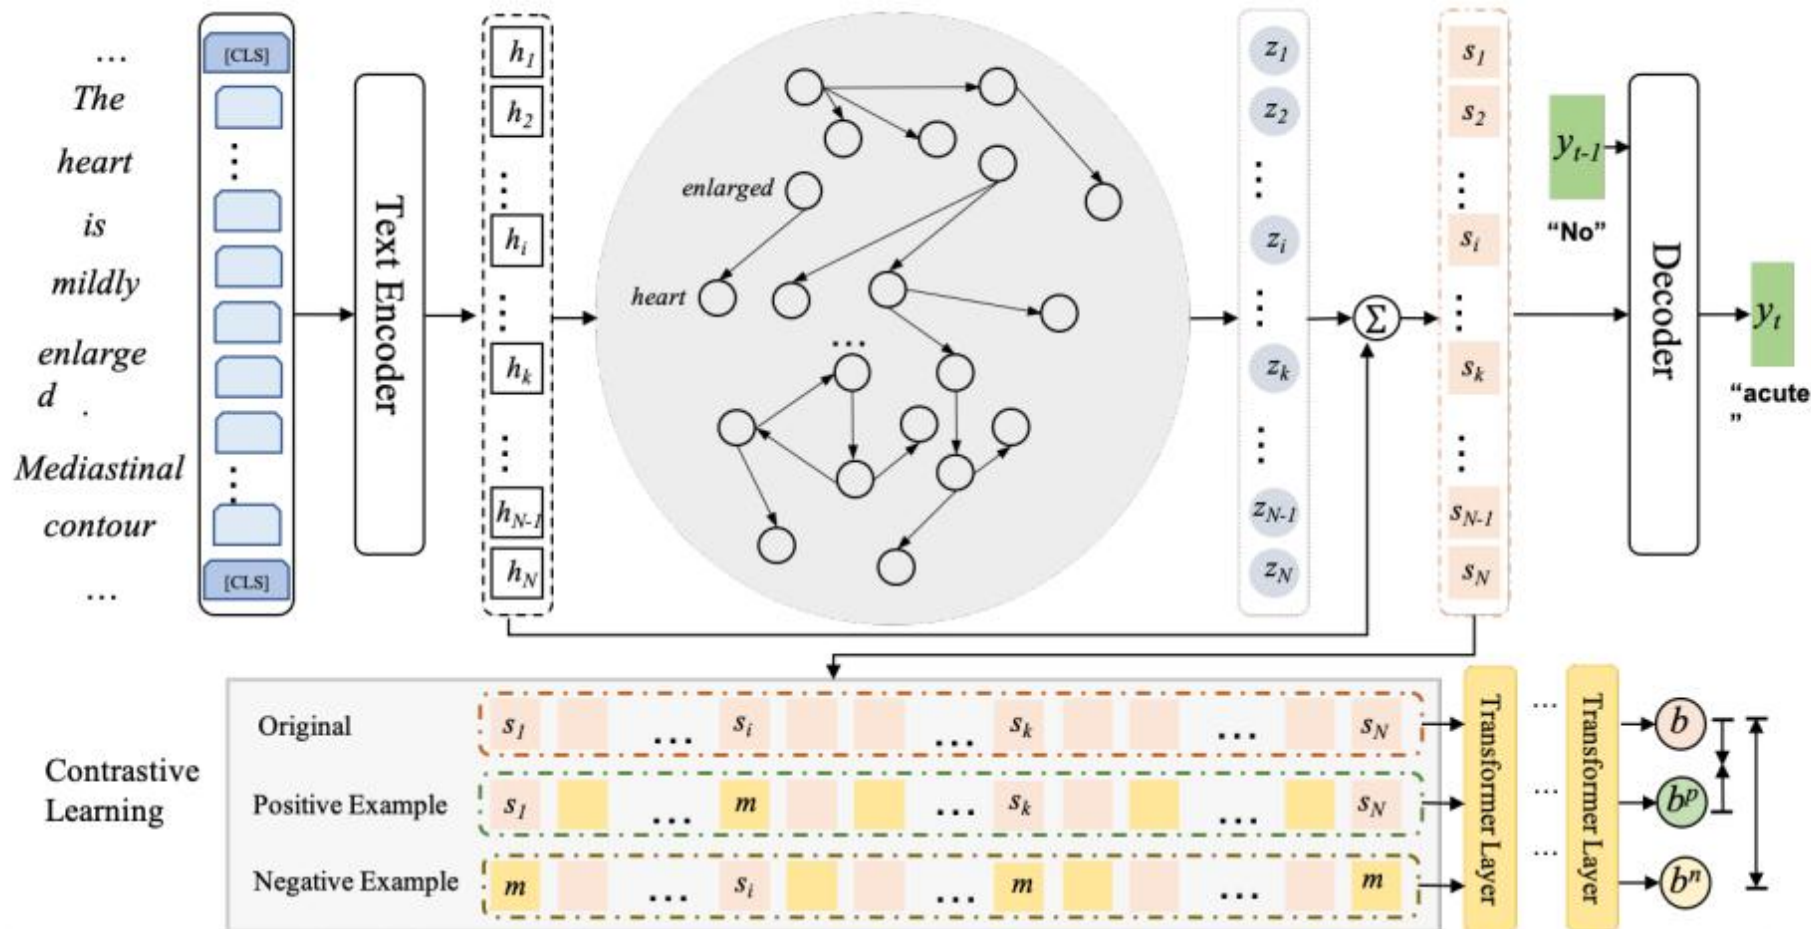 ...
The
heart
is
mildly
enlarge
d .
Mediastinal
contour
...
[CLS]
[CLS]
Text Encoder
h1
h2
hi
hk
hN-1
hN
enlarged
heart
...
z1
z2
zi
zk
zN-1
zN
Σ
s1
s2
si
sk
sN-1
sN
yt-1
“No”
Decoder
yt
“acute
”
Contrastive
Learning
Original
s1 ... si ... sk ... sN
Positive Example
s1 ... m ... sk ... sN
Negative Example
m ... si ... m ... m
Transformer Layer
...
...
...
Transformer Layer
b
bp
bn